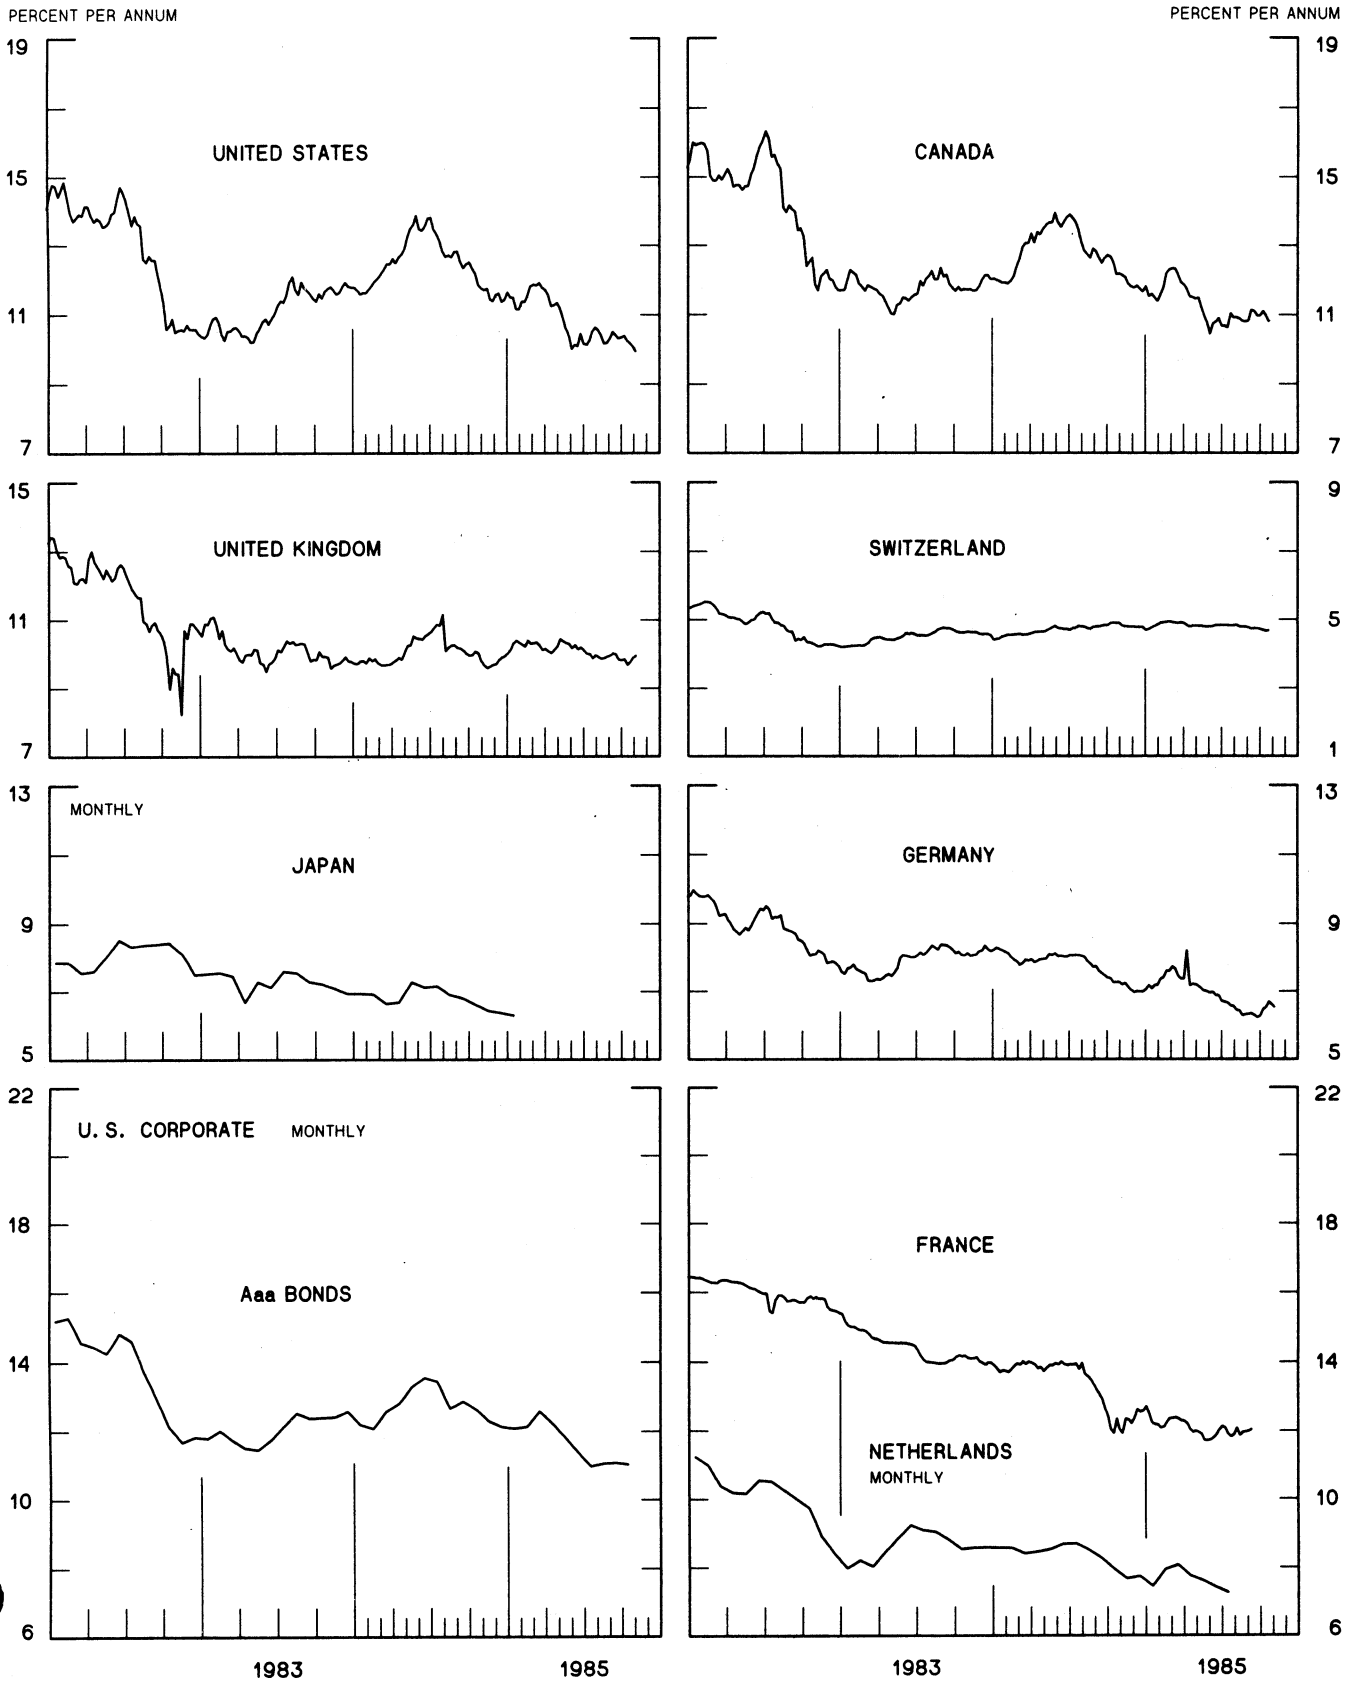 PERCENT PER ANNUM
PERCENT PER ANNUM
19
15
11
7
UNITED STATES
CANADA
19
15
11
7
15
11
7
UNITED KINGDOM
SWITZERLAND
9
5
1
13
9
5
MONTHLY
JAPAN
GERMANY
13
9
5
22
18
14
10
6
U.S. CORPORATE MONTHLY
Aaa BONDS
FRANCE
NETHERLANDS
MONTHLY
22
18
14
10
6
1983
1985
1983
1985